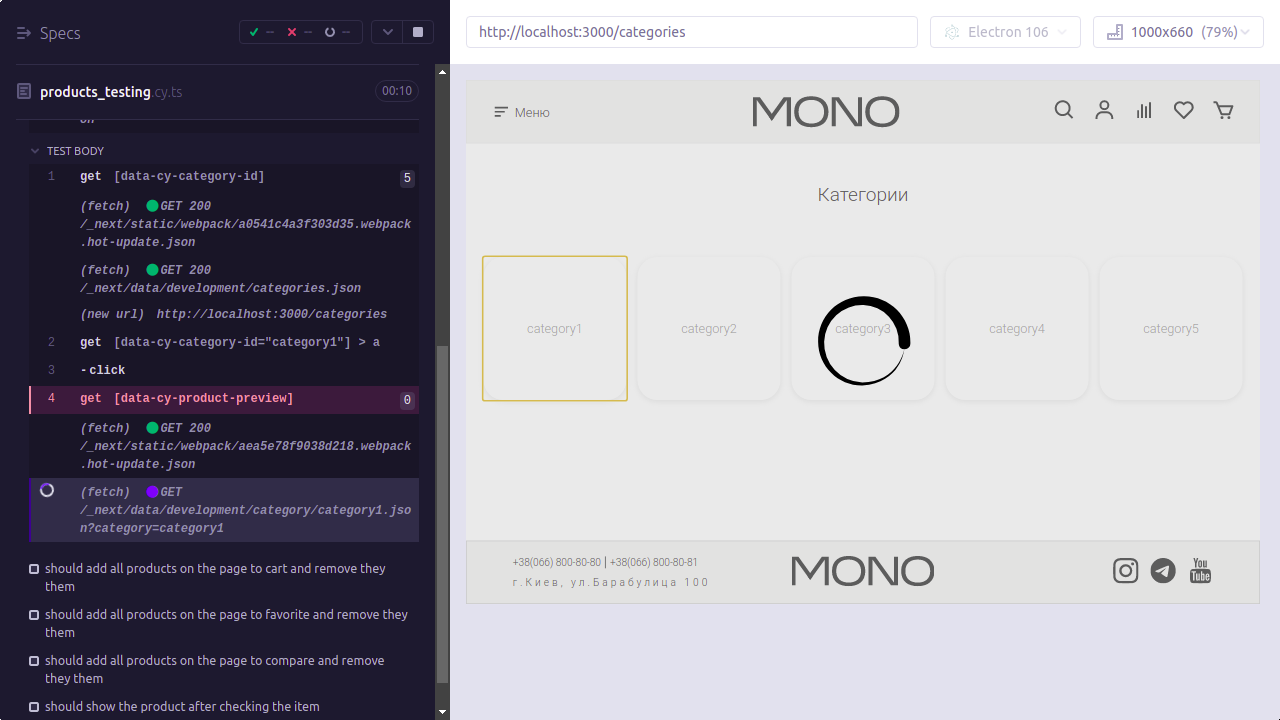 Specs
-- -- --
http://localhost:3000/categories
Electron 106
1000x660 (79%)
products_testing.cy.ts
00:10
on
TEST BODY
1 get [data-cy-category-id] 5
(fetch) GET 200
/_next/static/webpack/a0541c4a3f303d35.webpack
.hot-update.json
(fetch) GET 200
/_next/data/development/categories.json
(new url) http://localhost:3000/categories
2 get [data-cy-category-id="category1"] > a
3 -click
4 get [data-cy-product-preview] 0
(fetch) GET 200
/_next/static/webpack/aea5e78f9038d218.webpack
.hot-update.json
(fetch) GET
/_next/data/development/category/category1.jso
n?category=category1
should add all products on the page to cart and remove they
them
should add all products on the page to favorite and remove they
them
should add all products on the page to compare and remove
they them
should show the product after checking the item
Меню
MONO
Категории
category1 category2 category3 category4 category5
+38(066) 800-80-80 | +38(066) 800-80-81
г.Киев, ул.Барабулица 100
MONO
You
Tube